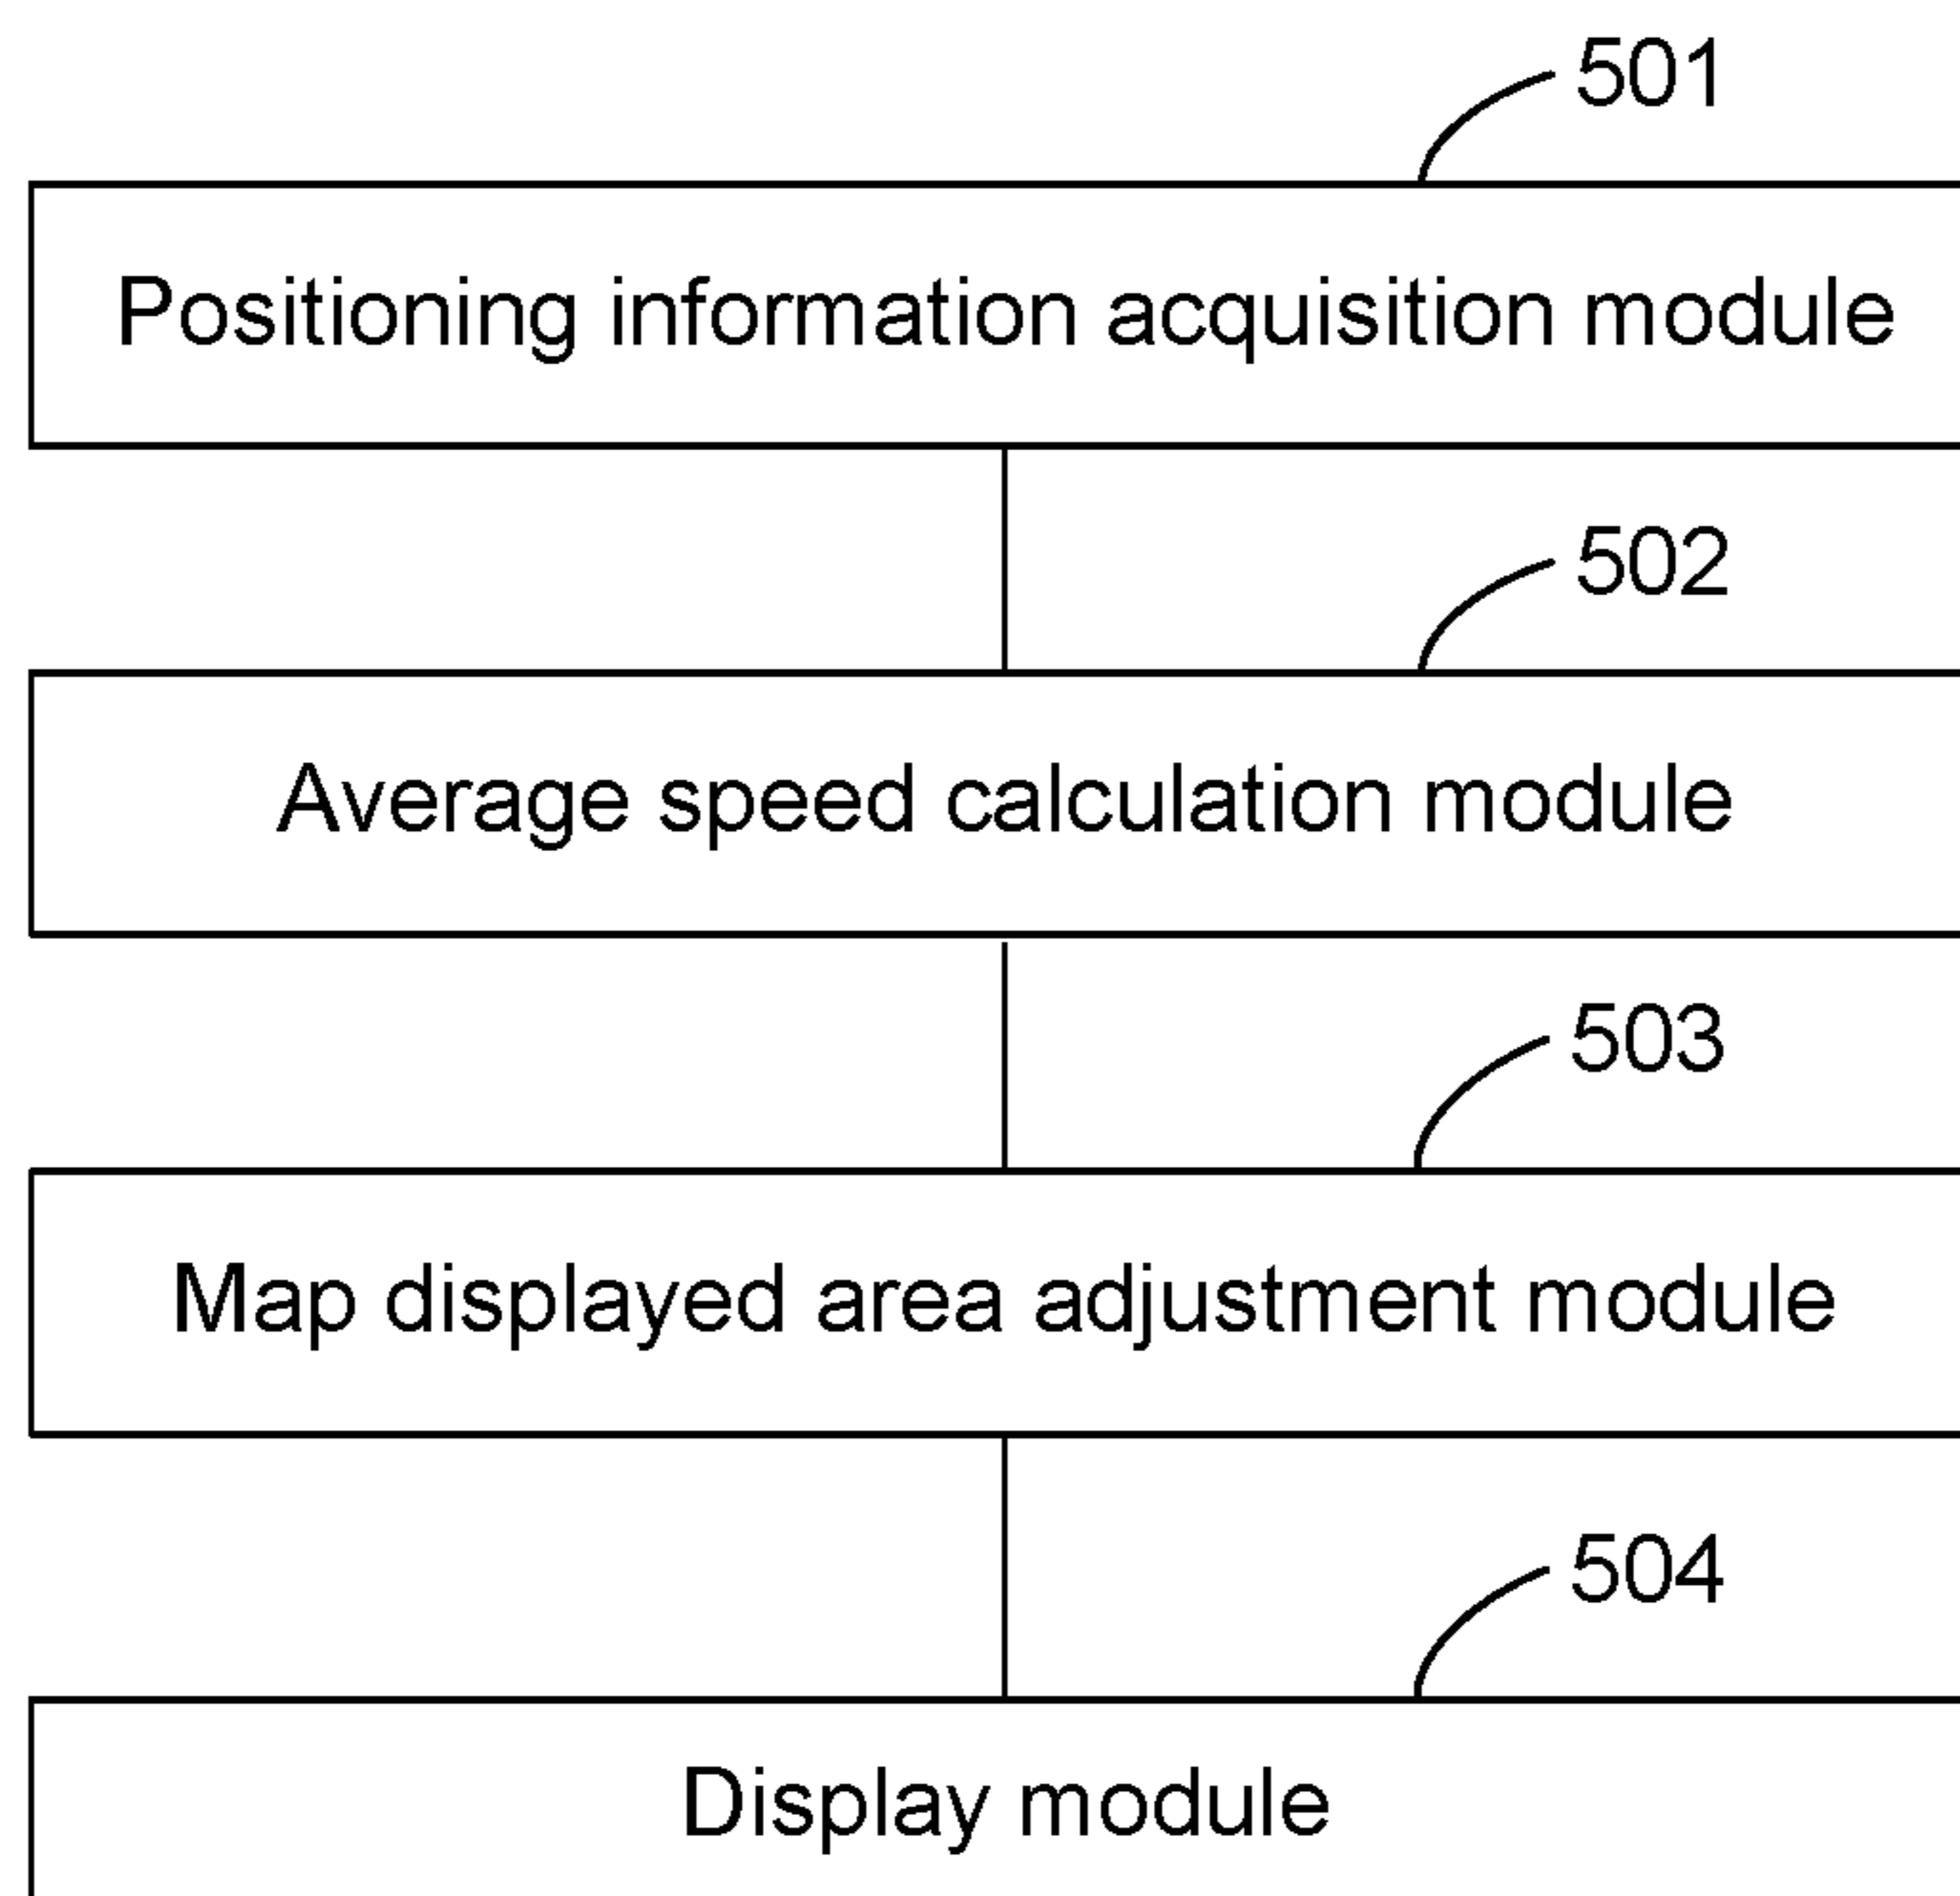 501
Positioning information acquisition module
502
Average speed calculation module
503
Map displayed area adjustment module
504
Display module